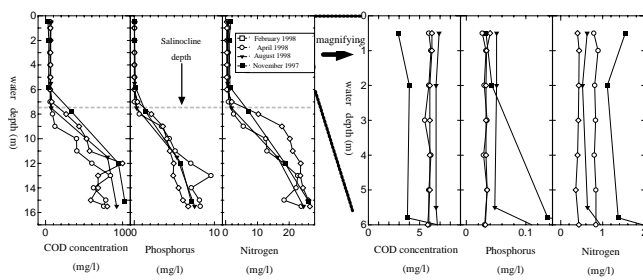 0
2
4
6
8
10
12
14
16
water depth (m)
0
100
COD concentration
(mg/l)
0
10
Phosphorus
(mg/l)
0
10
20
Nitrogen
(mg/l)
Salinocline
depth
February 1998
April 1998
August 1998
November 1997
magnifying
1
2
3
4
5
6
water depth (m)
0
5
COD concentration
(mg/l)
0
0.1
Phosphorus
(mg/l)
0
1
2
Nitrogen
(mg/l)